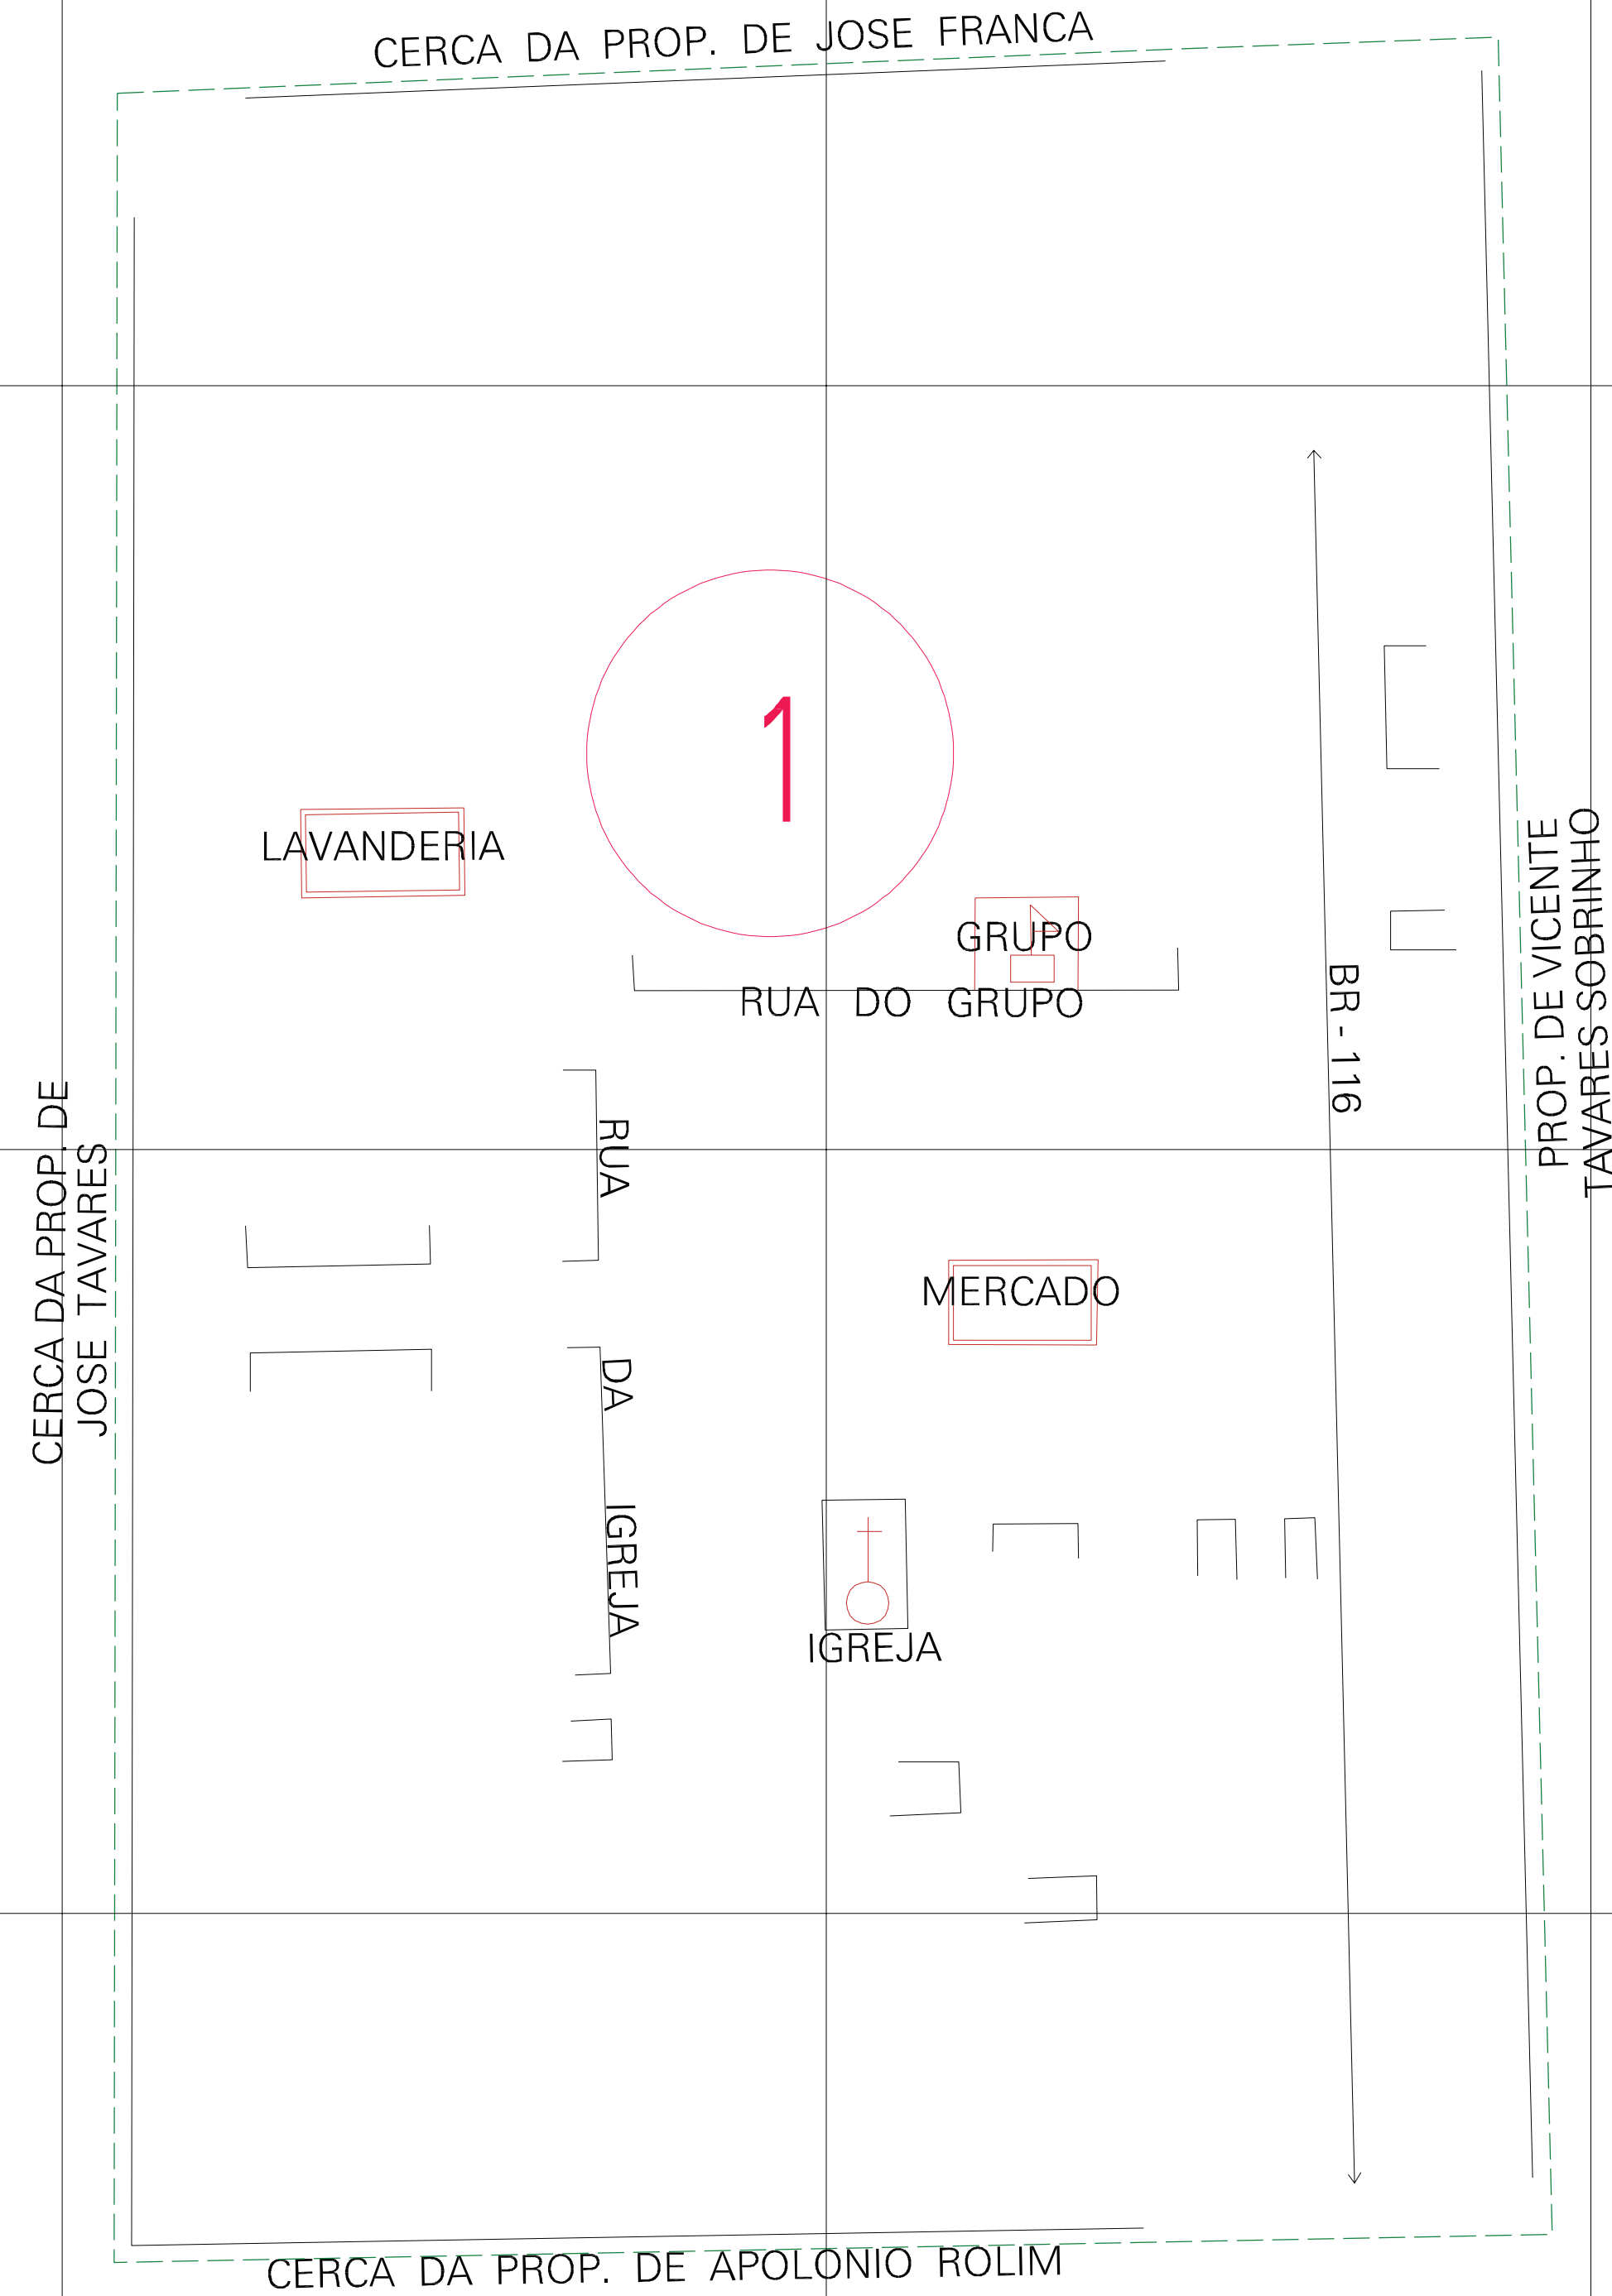 CERCA DA PROP. DE JOSE FRANCA
1
LAVANDERIA
GRUPO
RUA DO GRUPO
BR - 116
PROP. DE VICENTE
TAVARES SOBRINHO
CERCA DA PROP. DE
JOSE TAVARES
RUA DA IGREJA
MERCADO
IGREJA
CERCA DA PROP. DE APOLONIO ROLIM